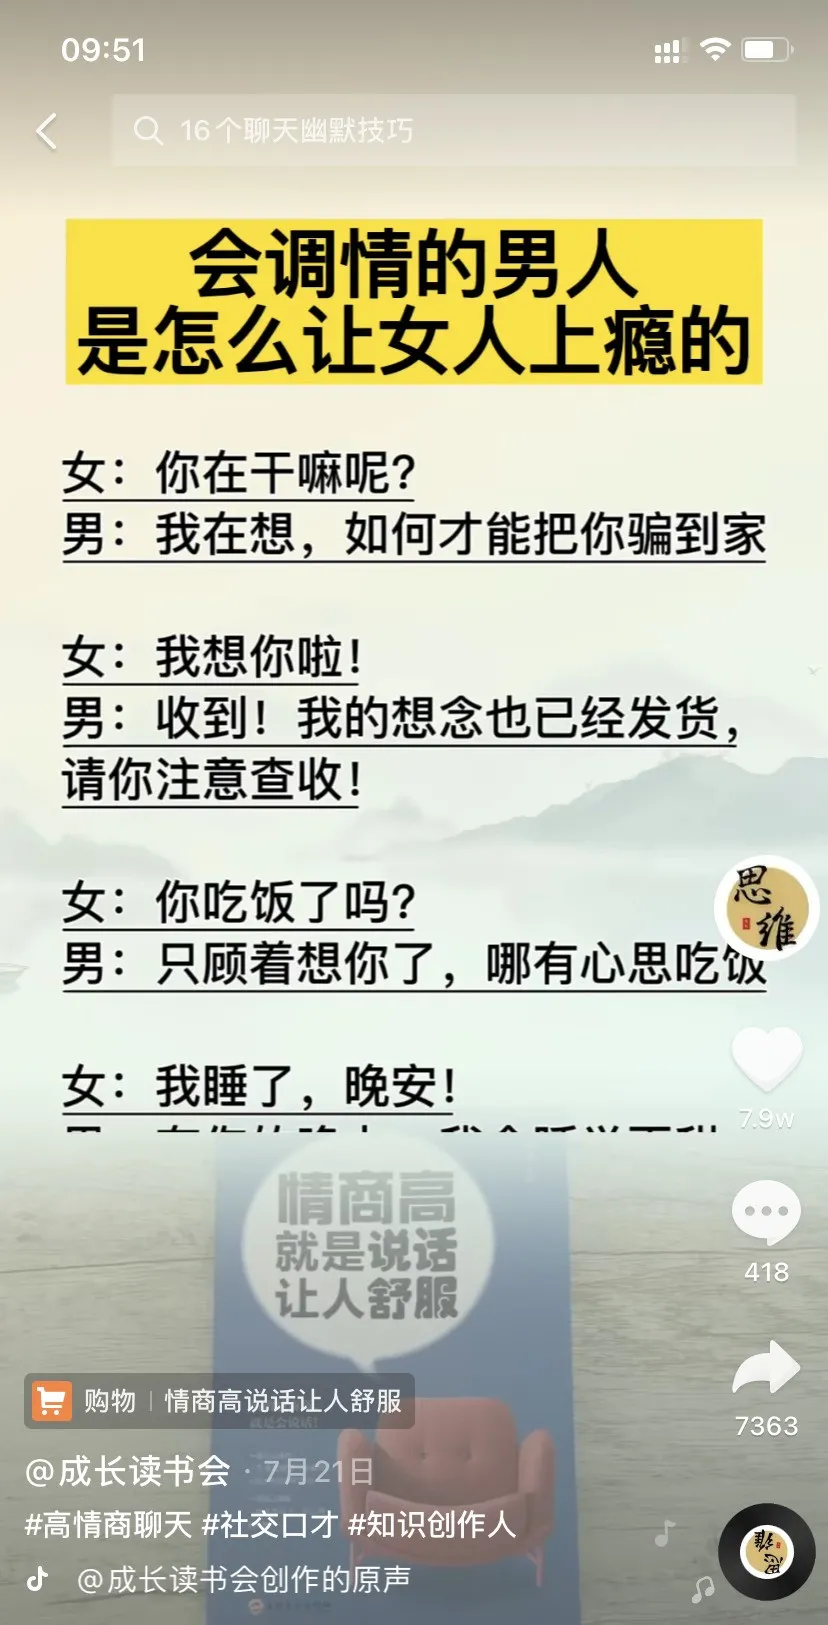 09:51
16个聊天幽默技巧
会调情的男人
是怎么让女人上瘾的
女：你在干嘛呢?
男：我在想，如何才能把你骗到家
女：我想你啦！
男：收到！我的想念也已经发货，
请你注意查收！
女：你吃饭了吗?
男：只顾着想你了，哪有心思吃饭
女：我睡了，晚安！
思维
7.9w
情商高
就是说话
让人舒服
418
7363
购物 | 情商高说话让人舒服
就是会说话!
@成长读书会 · 7月21日
#高情商聊天 #社交口才 #知识创作人
@成长读书会创作的原声
思维